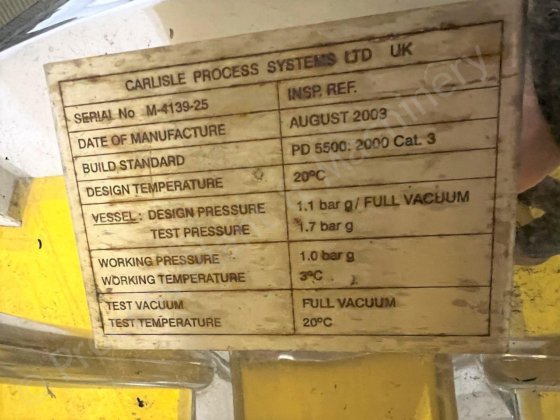 CARLISLE PROCESS SYSTEMS LTD UK
SERIAL No M-4139-25 INSP. REF.
DATE OF MANUFACTURE AUGUST 2003
BUILD STANDARD PD 5500: 2000 Cat. 3
DESIGN TEMPERATURE 20ºC
VESSEL : DESIGN PRESSURE 1.1 bar g / FULL VACUUM
TEST PRESSURE 1.7 bar g
WORKING PRESSURE 1.0 bar g
WORKING TEMPERATURE 3ºC
TEST VACUUM FULL VACUUM
TEST TEMPERATURE 20ºC